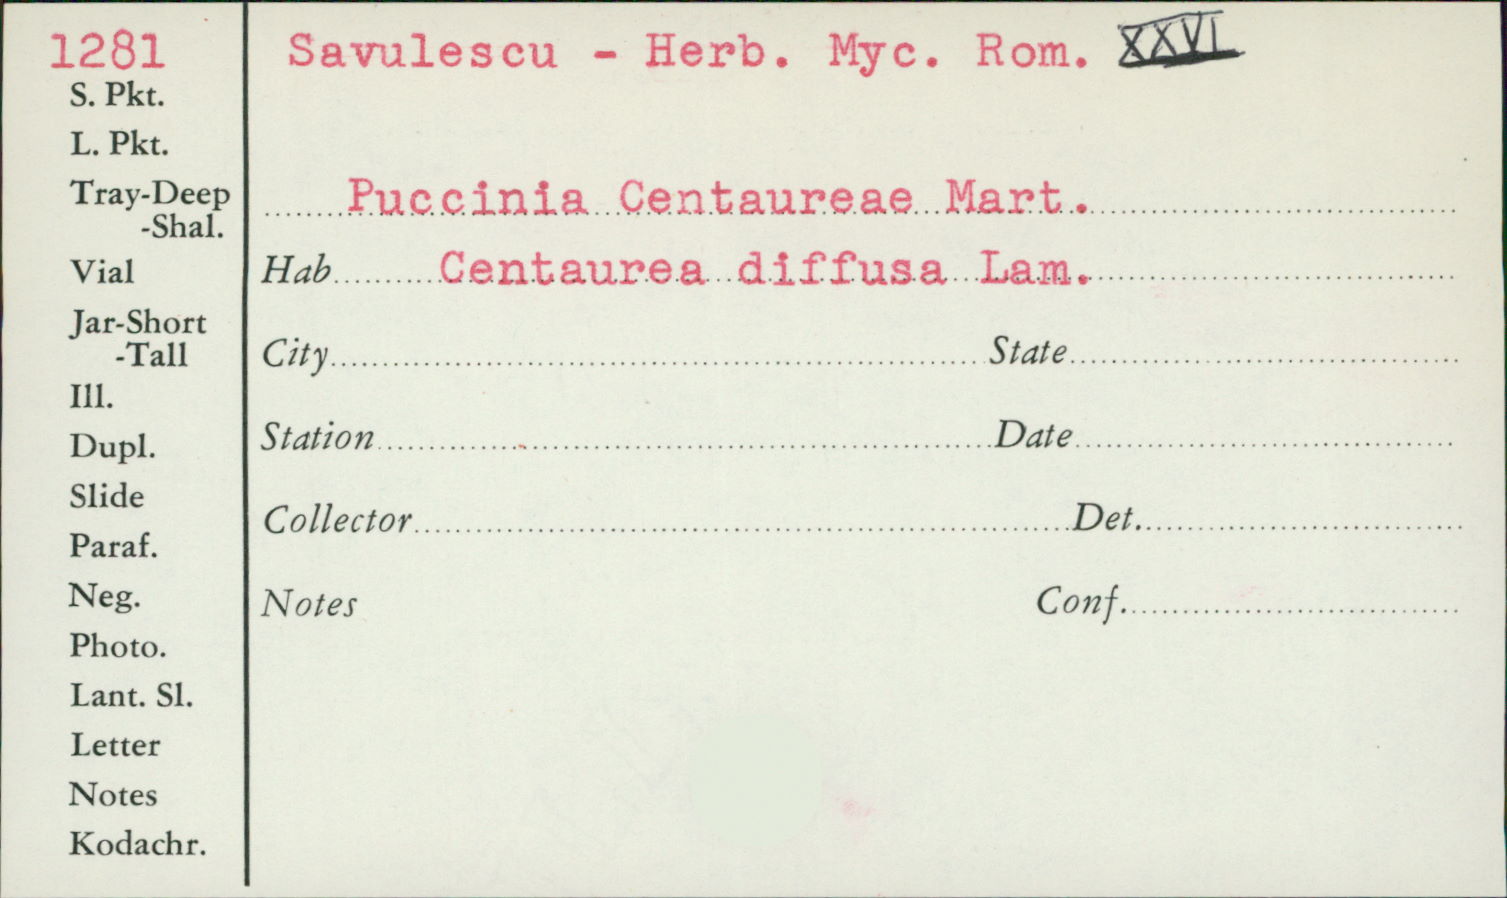 1281
Savulescu - Herb. Myc. Rom. XXVI
S. Pkt.
L. Pkt.
Tray-Deep
-Shal.
Vial
Jar-Short
-Tall
Ill.
Dupl.
Slide
Paraf.
Neg.
Photo.
Lant. Sl.
Letter
Notes
Kodachr.
Puccinia Centaureae Mart.
Hab Centaurea diffusa Lam.
City State
Station Date
Collector Det.
Notes Conf.